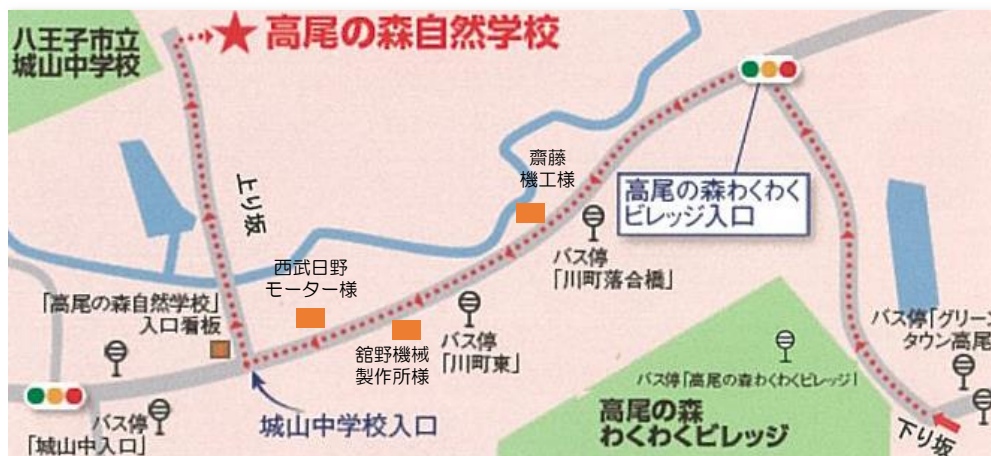 八王子市立
城山中学校
★高尾の森自然学校
上り坂
齋藤
機工様
高尾の森わくわく
ビレッジ入口
バス停
「川町落合橋」
西武日野
モーター様
「高尾の森自然学校」
入口看板
舘野機械
製作所様
バス停
「川町東」
バス停「グリーン
タウン高尾
バス停「高尾の森わくわくビレッジ」
高尾の森
わくわくビレッジ
バス停
「城山中入口」
城山中学校入口
下り坂